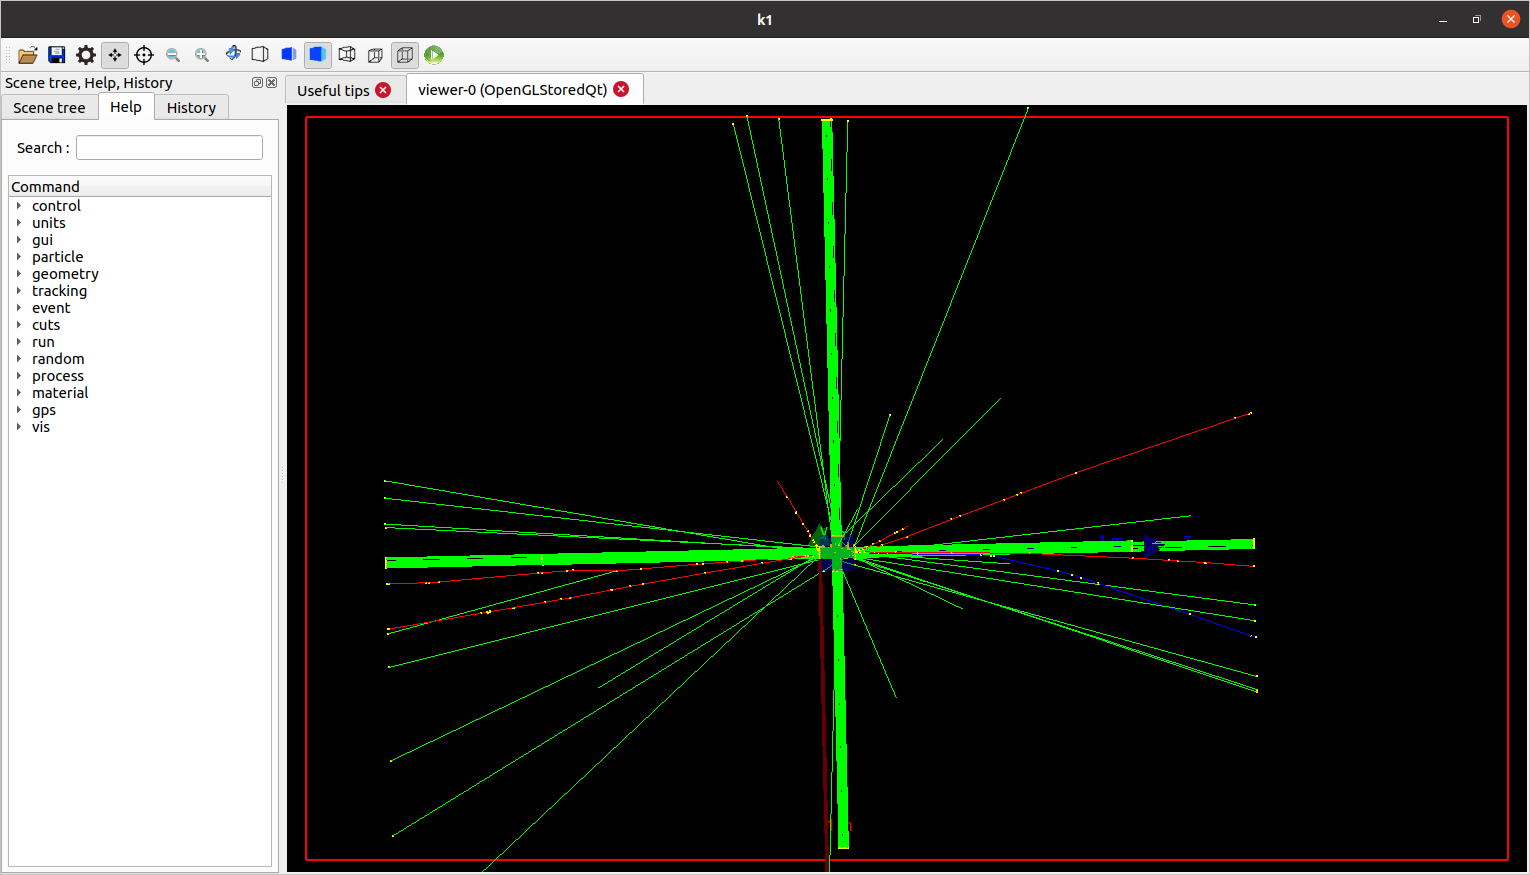 k1
Scene tree, Help, History
Useful tips
viewer-0 (OpenGLStoredQt)
Scene tree
Help
History
Search :
Command
control
units
gui
particle
geometry
tracking
event
cuts
run
random
process
material
gps
vis